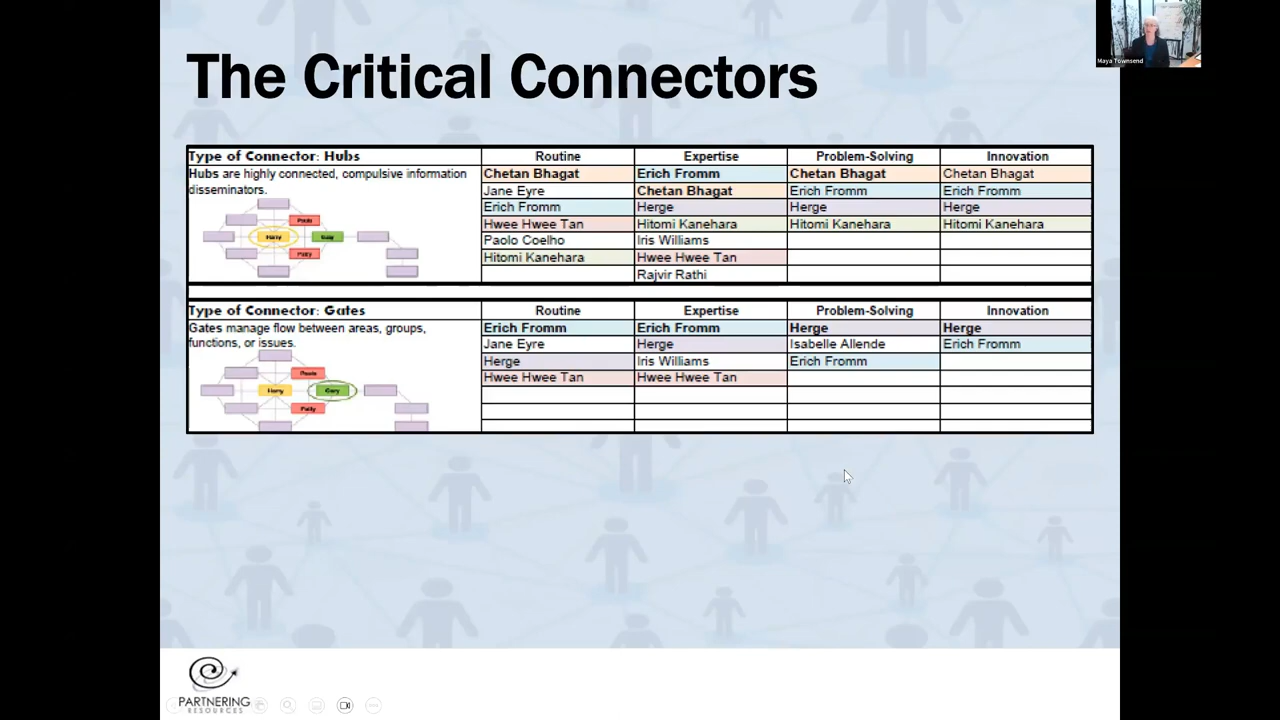 The Critical Connectors
Maya Townsend
Type of Connector: Hubs Routine Expertise Problem-Solving Innovation
Hubs are highly connected, compulsive information
disseminators.
Chetan Bhagat Erich Fromm Chetan Bhagat Chetan Bhagat
Jane Eyre Chetan Bhagat Erich Fromm Erich Fromm
Erich Fromm Herge Herge Herge
Hwee Hwee Tan Hitomi Kanehara Hitomi Kanehara Hitomi Kanehara
Paolo Coelho Iris Williams
Hitomi Kanehara Hwee Hwee Tan
Rajvir Rathi
Harry
Type of Connector: Gates Routine Expertise Problem-Solving Innovation
Gates manage flow between areas, groups,
functions, or issues.
Erich Fromm Erich Fromm Herge Herge
Jane Eyre Herge Isabelle Allende Erich Fromm
Herge Iris Williams Erich Fromm
Hwee Hwee Tan Hwee Hwee Tan
Harry Gary
PARTNERING
RESOURCES